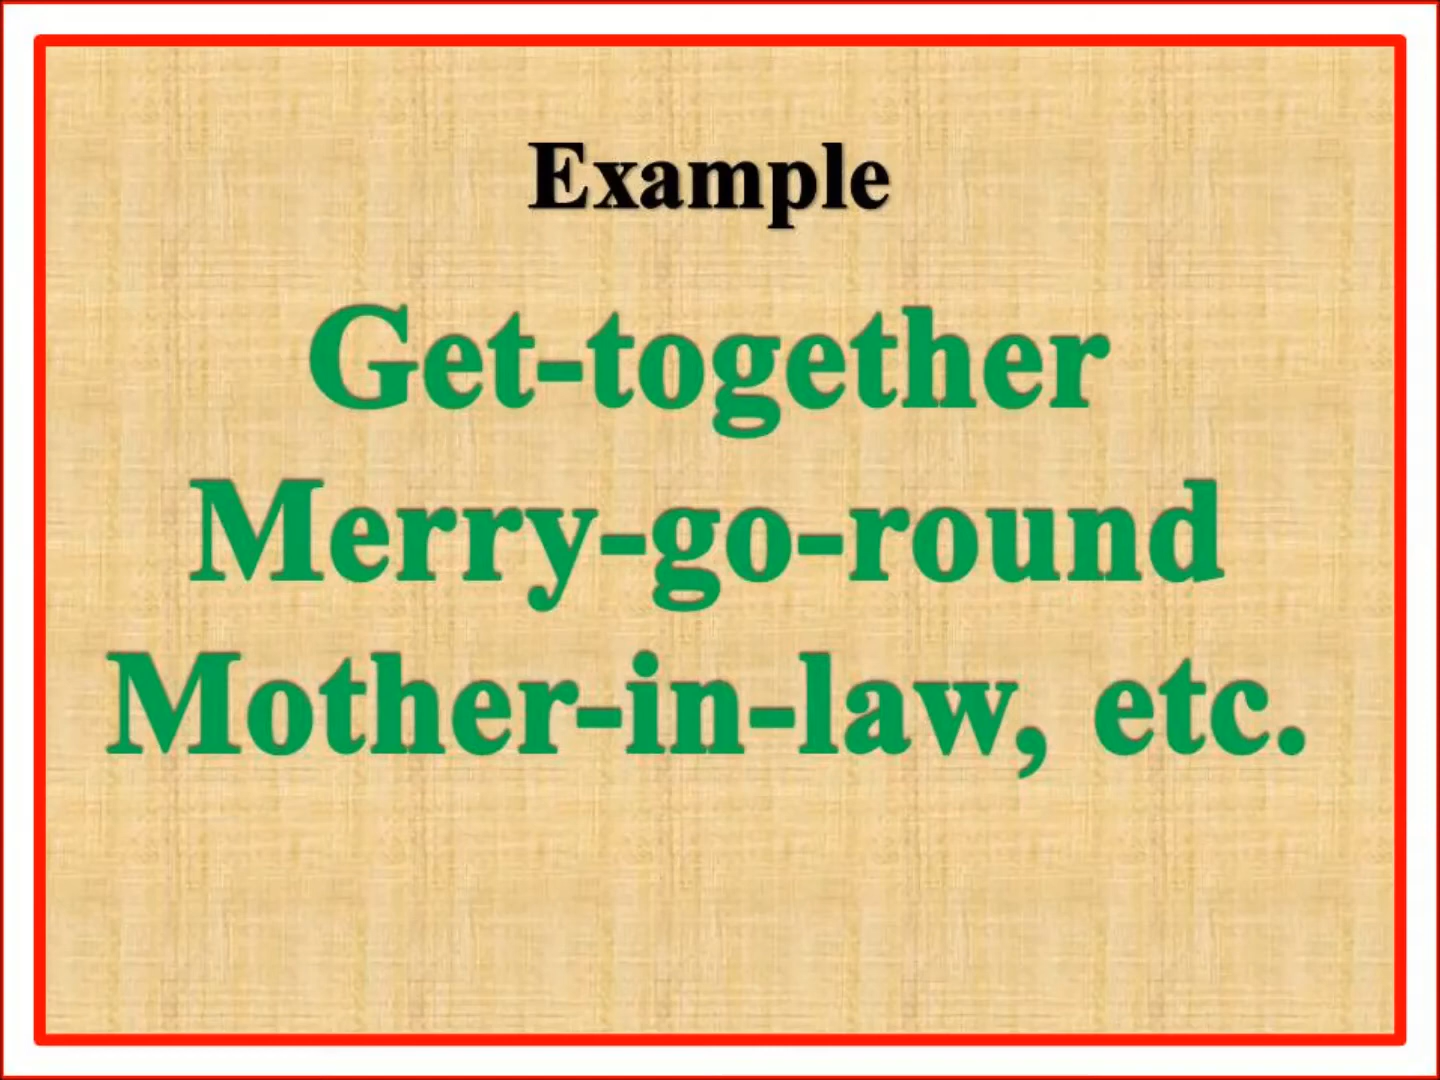 Example
Get-together
Merry-go-round
Mother-in-law, etc.